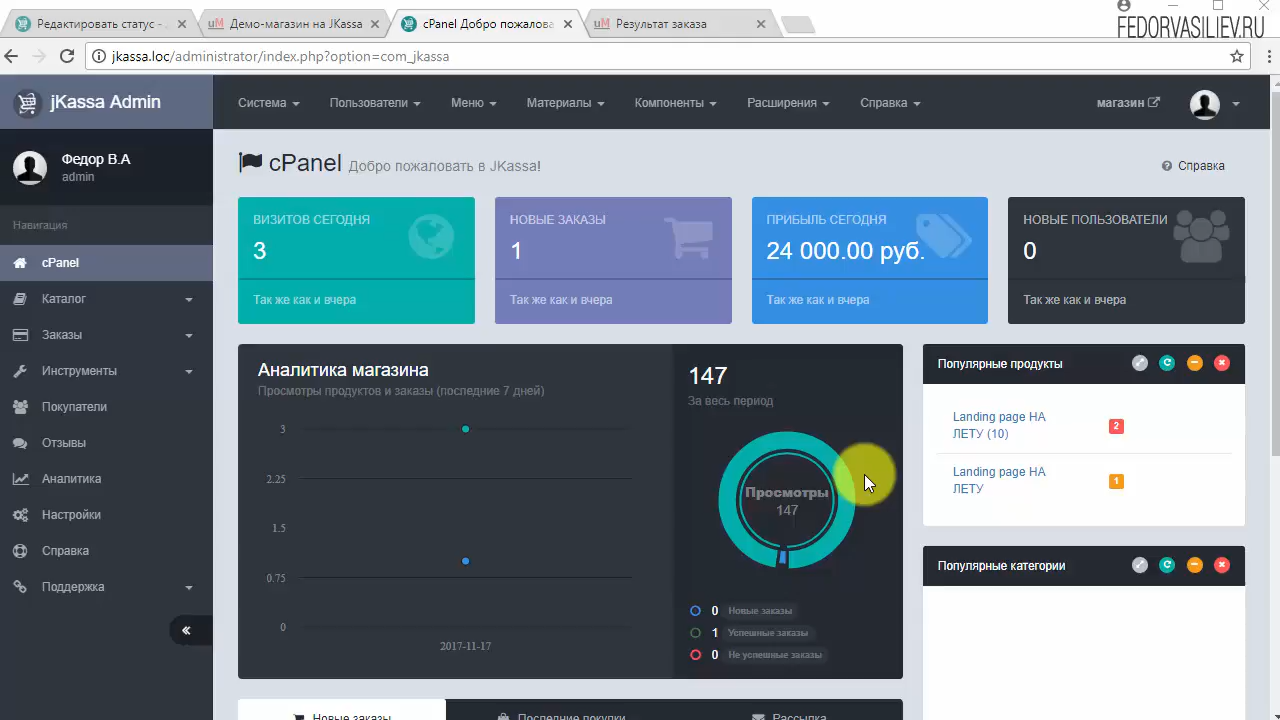 Редактировать статус -
Демо-магазин на JKassa
cPanel Добро пожалова
Результат заказа
FEDORVASILIEV.RU
jkassa.loc/administrator/index.php?option=com_jkassa
jKassa Admin
Система
Пользователи
Меню
Материалы
Компоненты
Расширения
Справка
магазин
Федор В.А
admin
cPanel Добро пожаловать в JKassa!
Справка
Навигация
cPanel
Каталог
Заказы
Инструменты
Покупатели
Отзывы
Аналитика
Настройки
Справка
Поддержка
ВИЗИТОВ СЕГОДНЯ
3
Так же как и вчера
НОВЫЕ ЗАКАЗЫ
1
Так же как и вчера
ПРИБЫЛЬ СЕГОДНЯ
24 000.00 руб.
Так же как и вчера
НОВЫЕ ПОЛЬЗОВАТЕЛИ
0
Так же как и вчера
Аналитика магазина
Просмотры продуктов и заказы (последние 7 дней)
3
2.25
1.5
0.75
0
2017-11-17
147
За весь период
Просмотры
147
0 Новые заказы
1 Успешные заказы
0 Не успешные заказы
Популярные продукты
Landing page НА
ЛЕТУ (10)
2
Landing page НА
ЛЕТУ
1
Популярные категории
Новые заказы
Последние покупки
Рассылка